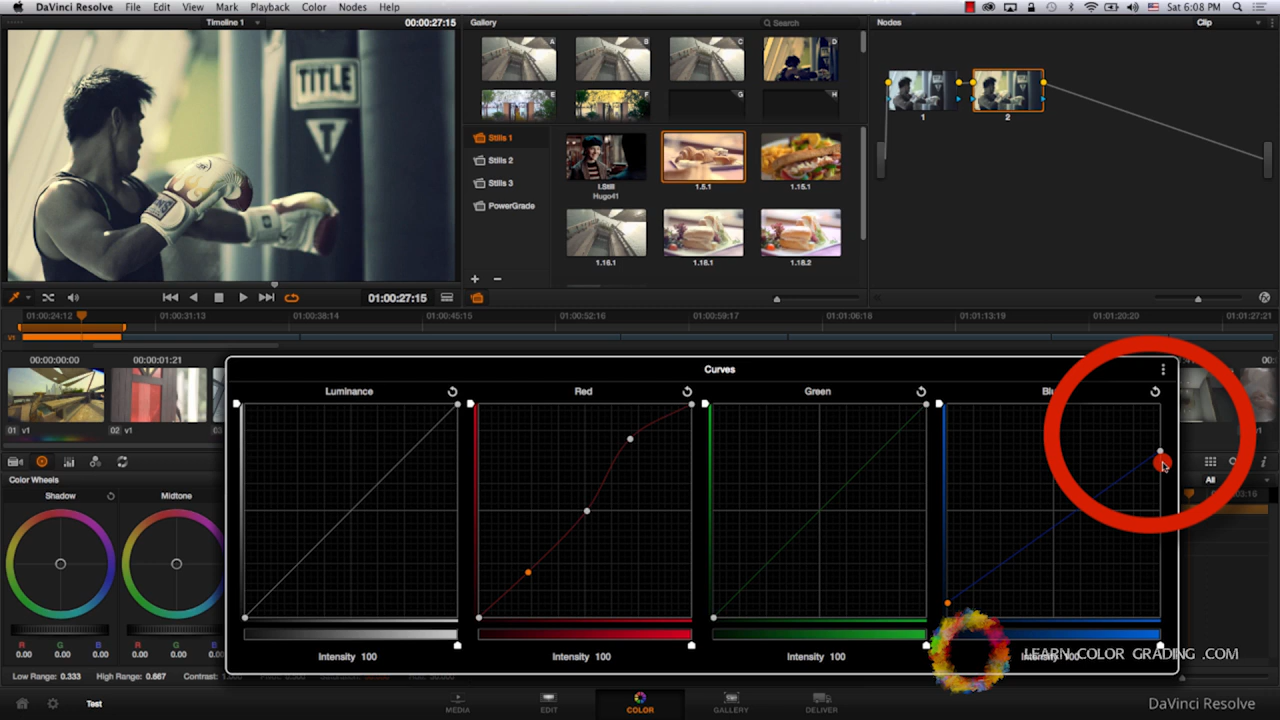 DaVinci Resolve File Edit View Mark Playback Color Nodes Help
Sat 6:08 PM
Timeline 1
00:00:27:15
Gallery
Search
Nodes
Clip
TITLE
T
A
B
C
D
E
F
G
H
1
2
Stills 1
Stills 2
Stills 3
PowerGrade
I.Still
Hugo41
1.5.1
1.15.1
1.16.1
1.18.1
1.18.2
01:00:27:15
01:00:24:12
01:00:31:13
01:00:38:14
01:00:45:15
01:00:52:16
01:00:59:17
01:01:06:18
01:01:13:19
01:01:20:20
01:01:27:21
V1
00:00:00:00
00:00:01:21
01 v1
02 v1
Curves
Luminance
Red
Green
Color Wheels
Shadow
Midtone
All
R G B
0.00 0.00 0.00
R G B
0.00 0.00 0.00
Intensity 100
Intensity 100
Intensity 100
LEARN COLOR GRADING .COM
Low Range: 0.333 High Range: 0.667 Contrast:
Test
MEDIA
EDIT
COLOR
GALLERY
DELIVER
DaVinci Resolve